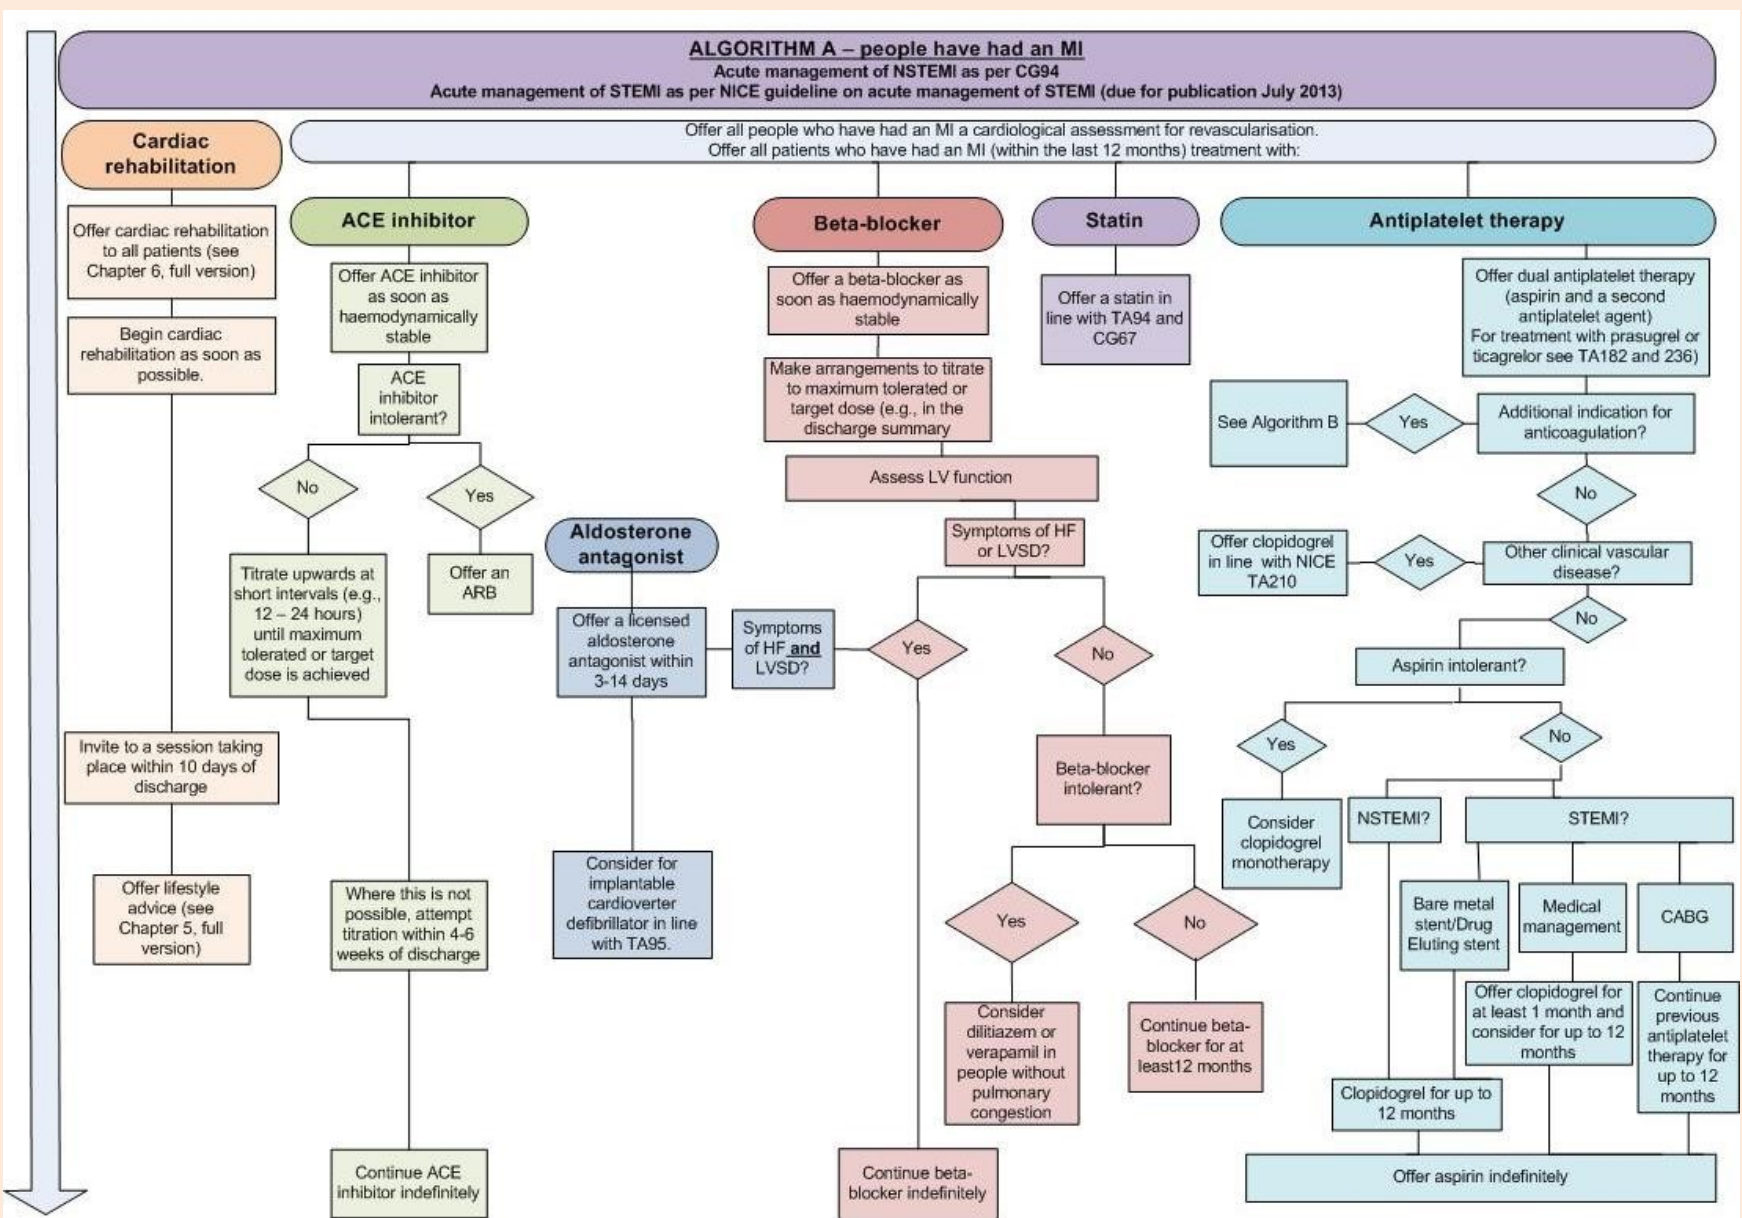 ALGORITHM A – people have had an MI
Acute management of NSTEMI as per CG94
Acute management of STEMI as per NICE guideline on acute management of STEMI (due for publication July 2013)
Cardiac
rehabilitation
Offer all people who have had an MI a cardiological assessment for revascularisation.
Offer all patients who have had an MI (within the last 12 months) treatment with:
Offer cardiac rehabilitation
to all patients (see
Chapter 6, full version)
Begin cardiac
rehabilitation as soon as
possible.
Invite to a session taking
place within 10 days of
discharge
Offer lifestyle
advice (see
Chapter 5, full
version)
ACE inhibitor
Offer ACE inhibitor
as soon as
haemodynamically
stable
ACE
inhibitor
intolerant?
No
Yes
Titrate upwards at
short intervals (e.g.,
12 – 24 hours)
until maximum
tolerated or target
dose is achieved
Offer an
ARB
Where this is not
possible, attempt
titration within 4-6
weeks of discharge
Continue ACE
inhibitor indefinitely
Aldosterone
antagonist
Offer a licensed
aldosterone
antagonist within
3-14 days
Symptoms
of HF and
LVSD?
Consider for
implantable
cardioverter
defibrillator in line
with TA95.
Beta-blocker
Offer a beta-blocker as
soon as haemodynamically
stable
Make arrangements to titrate
to maximum tolerated or
target dose (e.g., in the
discharge summary
Assess LV function
Symptoms of HF
or LVSD?
Yes
No
Beta-blocker
intolerant?
Yes
No
Consider
dilitiazem or
verapamil in
people without
pulmonary
congestion
Continue beta-
blocker for at
least12 months
Continue beta-
blocker indefinitely
Statin
Offer a statin in
line with TA94 and
CG67
Antiplatelet therapy
Offer dual antiplatelet therapy
(aspirin and a second
antiplatelet agent)
For treatment with prasugrel or
ticagrelor see TA182 and 236)
See Algorithm B
Yes
Additional indication for
anticoagulation?
No
Offer clopidogrel
in line with NICE
TA210
Yes
Other clinical vascular
disease?
No
Aspirin intolerant?
Yes
No
Consider
clopidogrel
monotherapy
NSTEMI?
STEMI?
Bare metal
stent/Drug
Eluting stent
Medical
management
CABG
Offer clopidogrel for
at least 1 month and
consider for up to 12
months
Continue
previous
antiplatelet
therapy for
up to 12
months
Clopidogrel for up to
12 months
Offer aspirin indefinitely